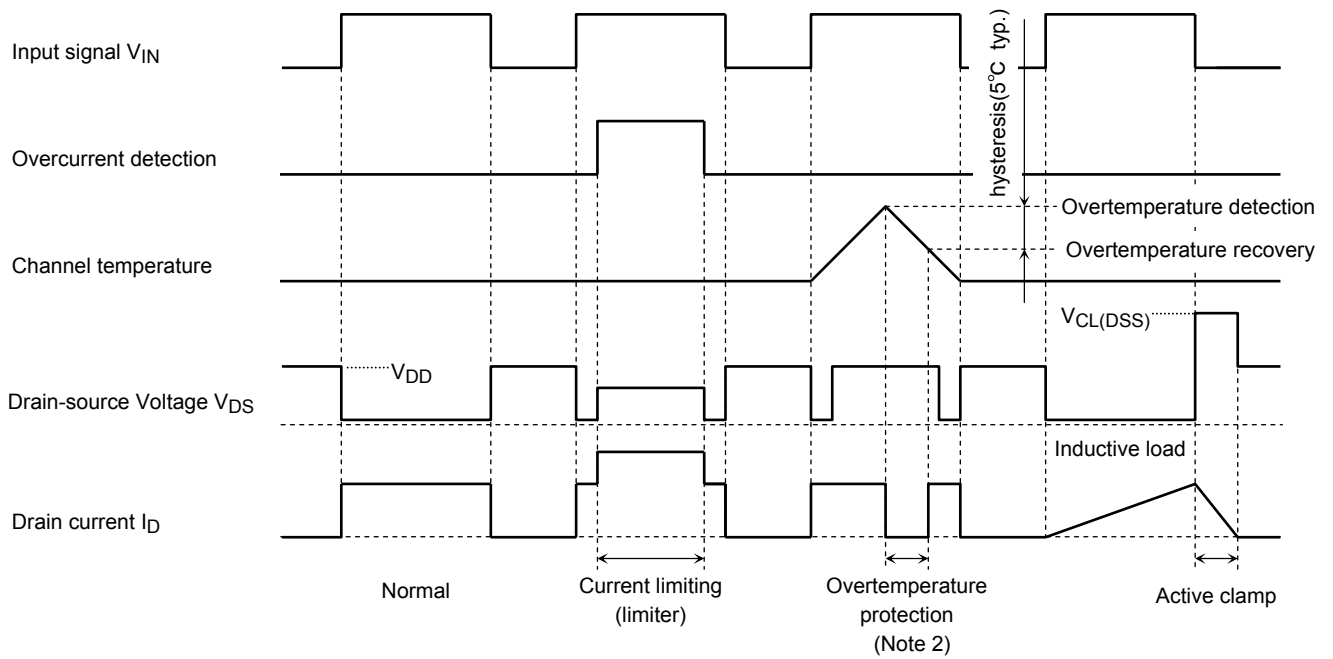 Input signal VIN
hysteresis(5°C typ.)
Overcurrent detection
Overtemperature detection
Overtemperature recovery
Channel temperature
VCL(DSS)
VDD
Drain-source Voltage VDS
Inductive load
Drain current ID
Normal
Current limiting
(limiter)
Overtemperature
protection
(Note 2)
Active clamp